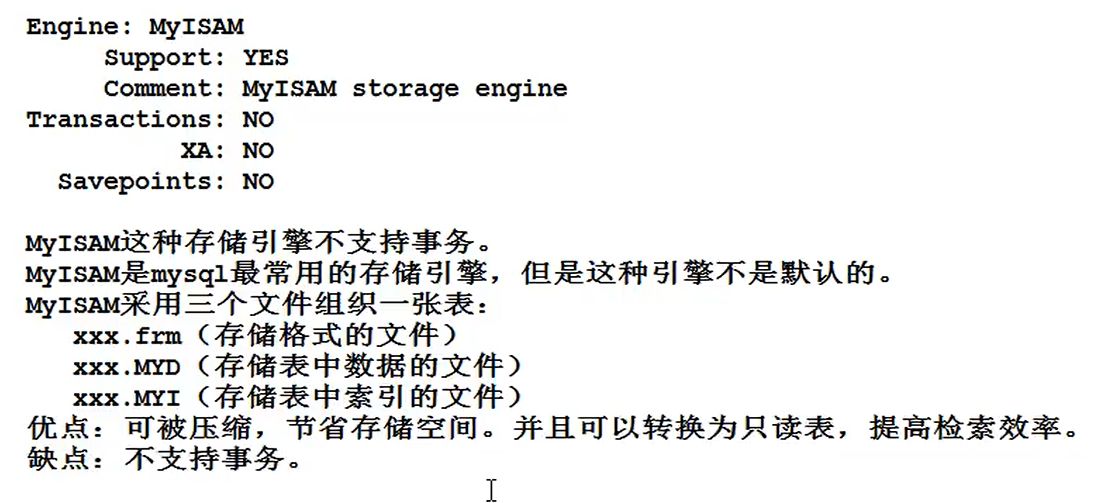 Engine: MyISAM
Support: YES
Comment: MyISAM storage engine
Transactions: NO
XA: NO
Savepoints: NO
MyISAM这种存储引擎不支持事务。
MyISAM是mysql最常用的存储引擎，但是这种引擎不是默认的。
MyISAM采用三个文件组织一张表：
xxx.frm（存储格式的文件）
xxx.MYD（存储表中数据的文件）
xxx.MYI（存储表中索引的文件）
优点：可被压缩，节省存储空间。并且可以转换为只读表，提高检索效率。
缺点：不支持事务。